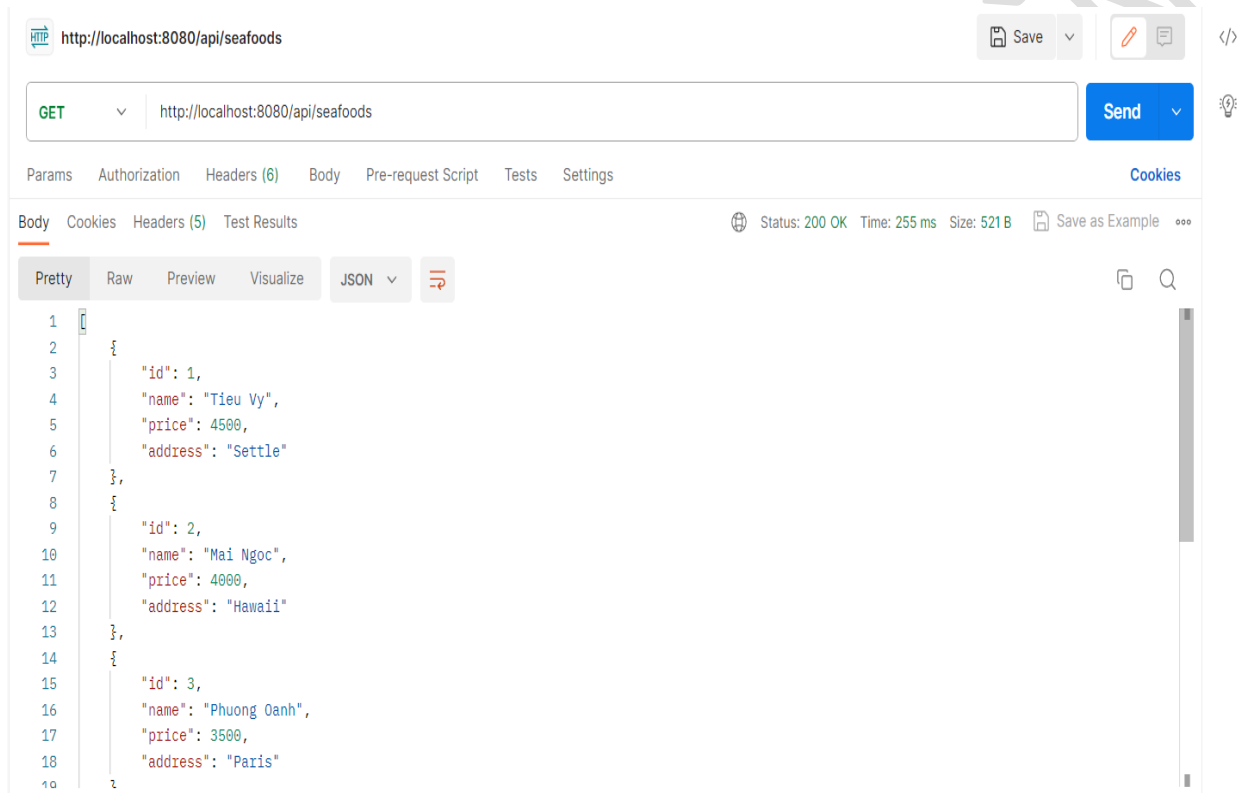 HTTP http://localhost:8080/api/seafoods Save </>
GET http://localhost:8080/api/seafoods Send
Params Authorization Headers (6) Body Pre-request Script Tests Settings Cookies
Body Cookies Headers (5) Test Results Status: 200 OK Time: 255 ms Size: 521 B Save as Example
Pretty Raw Preview Visualize JSON
1 [
2 {
3 "id": 1,
4 "name": "Tieu Vy",
5 "price": 4500,
6 "address": "Settle"
7 },
8 {
9 "id": 2,
10 "name": "Mai Ngoc",
11 "price": 4000,
12 "address": "Hawaii"
13 },
14 {
15 "id": 3,
16 "name": "Phuong Oanh",
17 "price": 3500,
18 "address": "Paris"
19 }